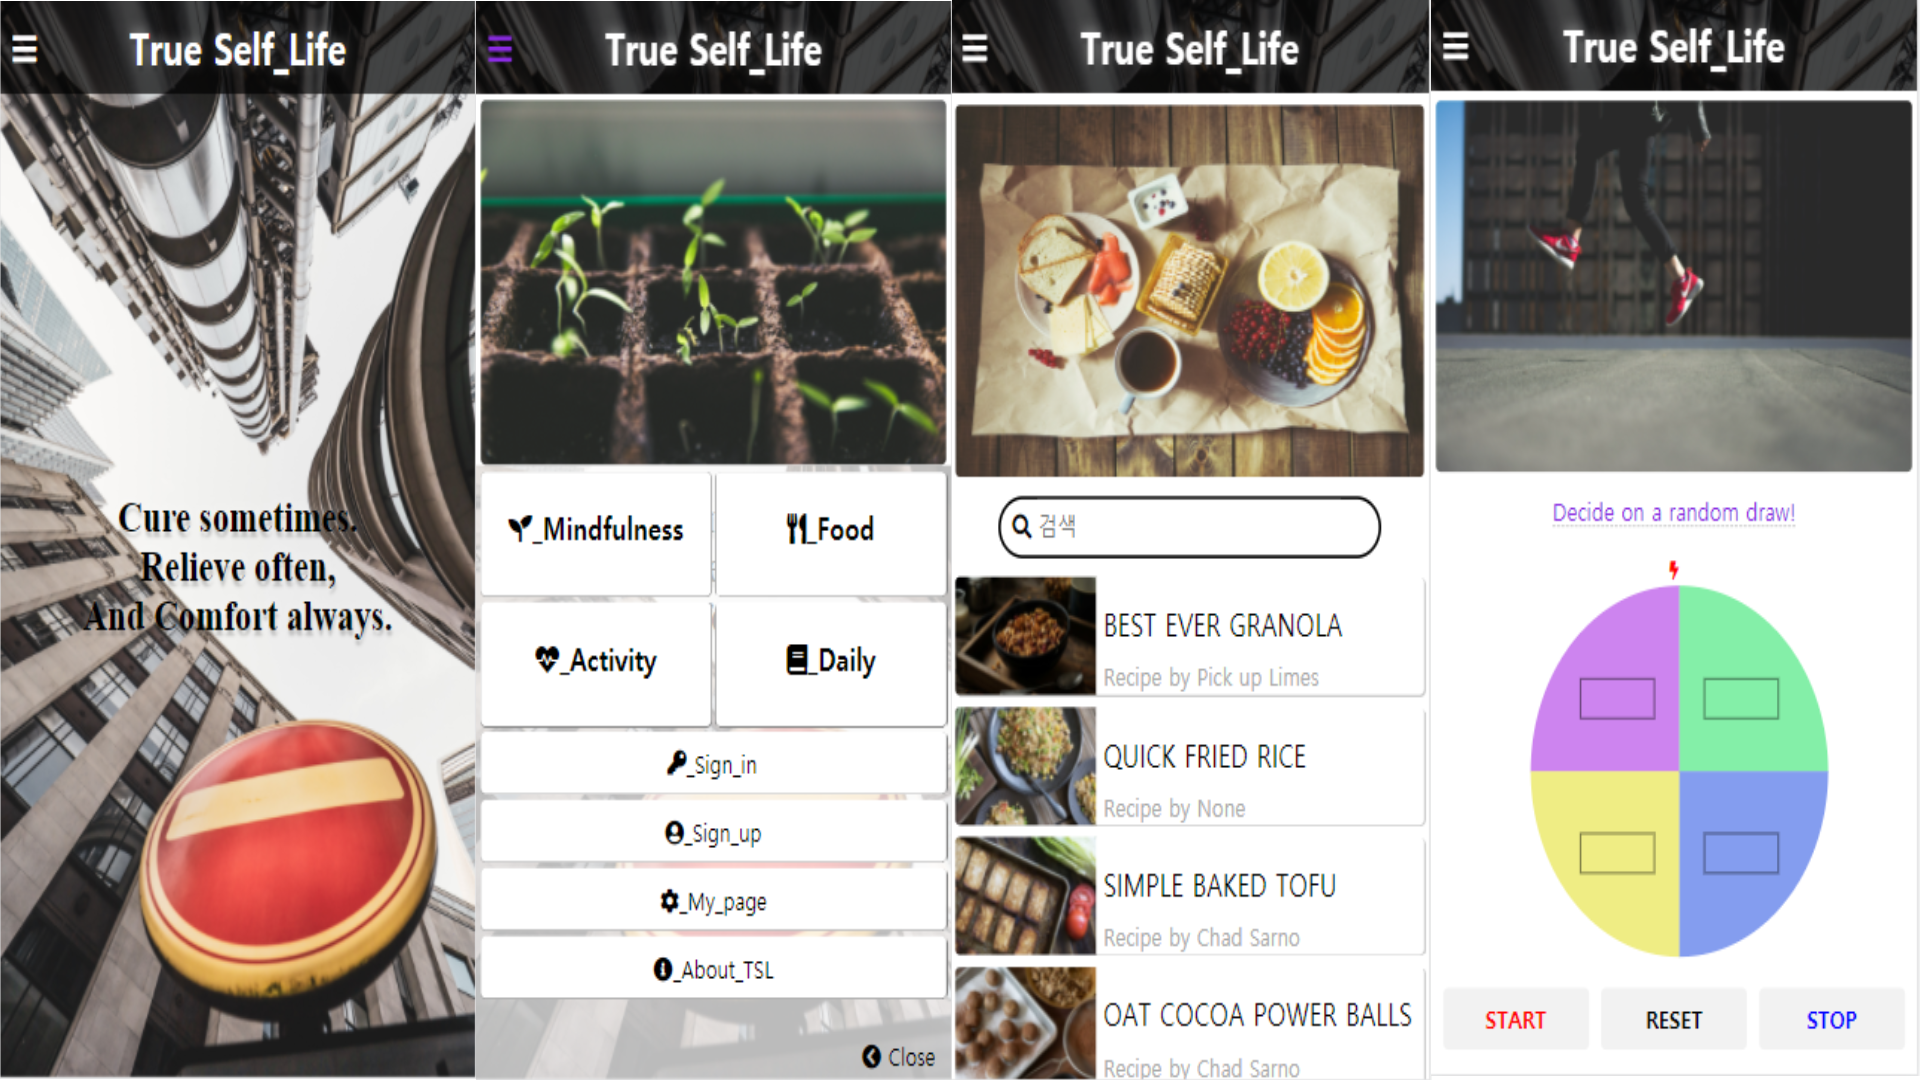 True Self_Life
Cure sometimes.
Relieve often,
And Comfort always.
True Self_Life
_Mindfulness
_Food
_Activity
_Daily
_Sign_in
_Sign_up
_My_page
_About_TSL
Close
True Self_Life
검색
BEST EVER GRANOLA
Recipe by Pick up Limes
QUICK FRIED RICE
Recipe by None
SIMPLE BAKED TOFU
Recipe by Chad Sarno
OAT COCOA POWER BALLS
Recipe by Chad Sarno
True Self_Life
Decide on a random draw!
START
RESET
STOP